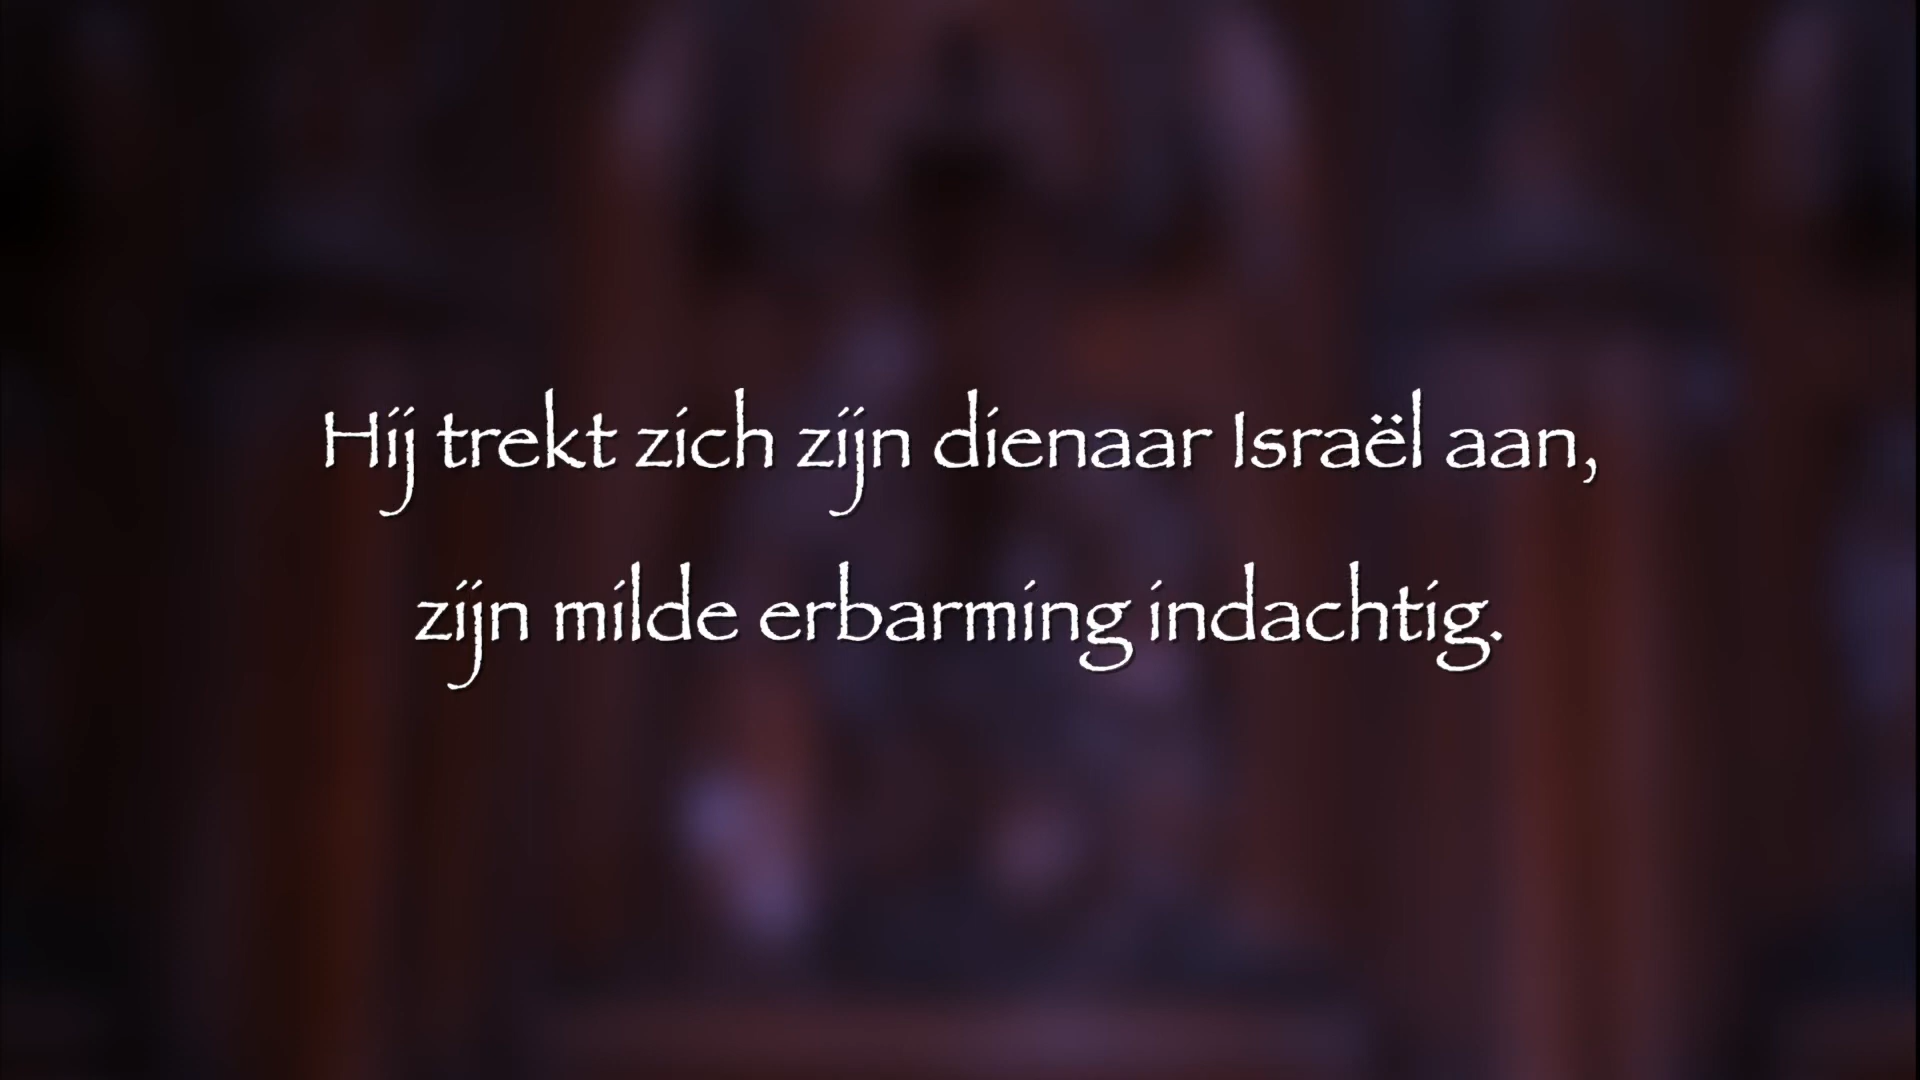 Hij trekt zich zijn dienaar Israël aan,
zijn milde erbarming indachtig.